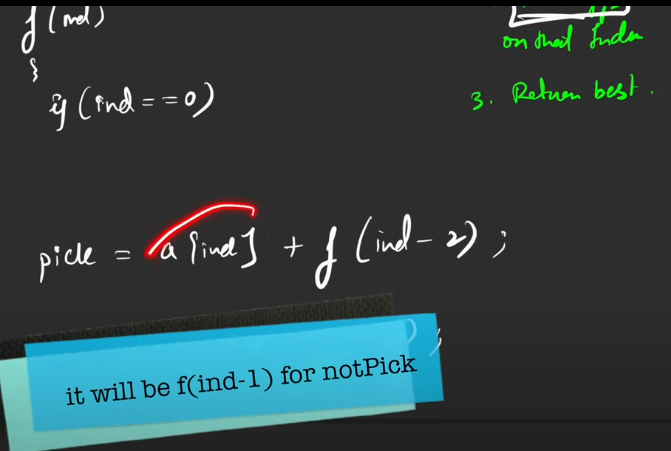 f(ind)
{
if (ind==0)
on that Index
3. Return best.
pick = a[ind] + f(ind-2);
);
it will be f(ind-1) for notPick